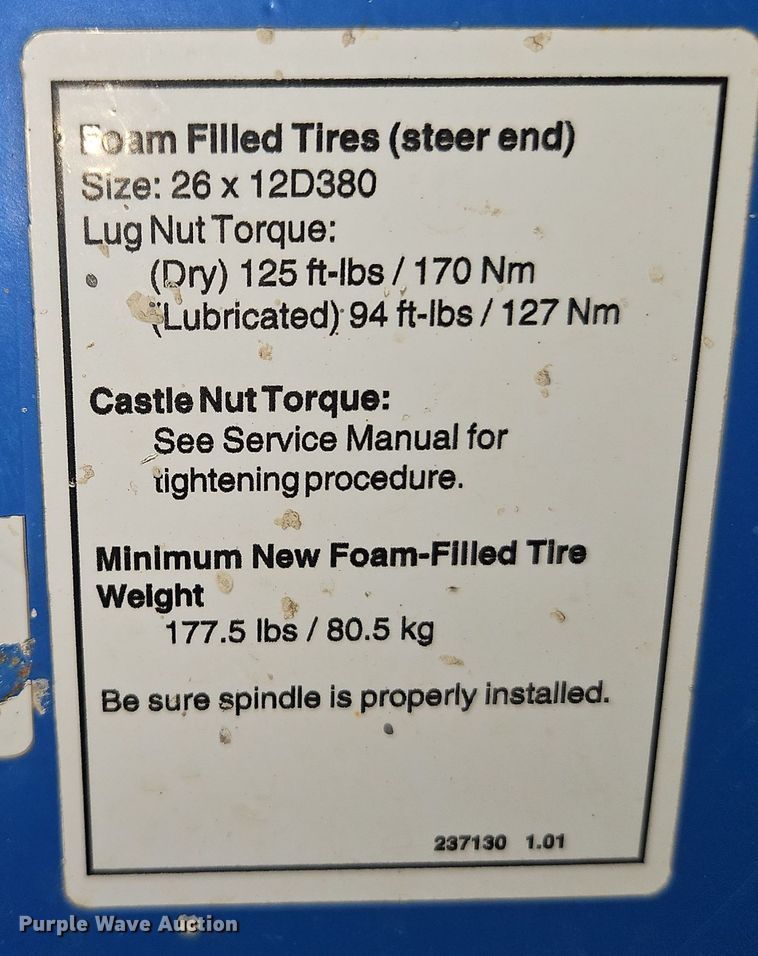 Foam Filled Tires (steer end)
Size: 26 x 12D380
Lug Nut Torque:
(Dry) 125 ft-lbs / 170 Nm
(Lubricated) 94 ft-lbs / 127 Nm
Castle Nut Torque:
See Service Manual for
tightening procedure.
Minimum New Foam-Filled Tire
Weight
177.5 lbs / 80.5 kg
Be sure spindle is properly installed.
237130 1.01
Purple Wave Auction